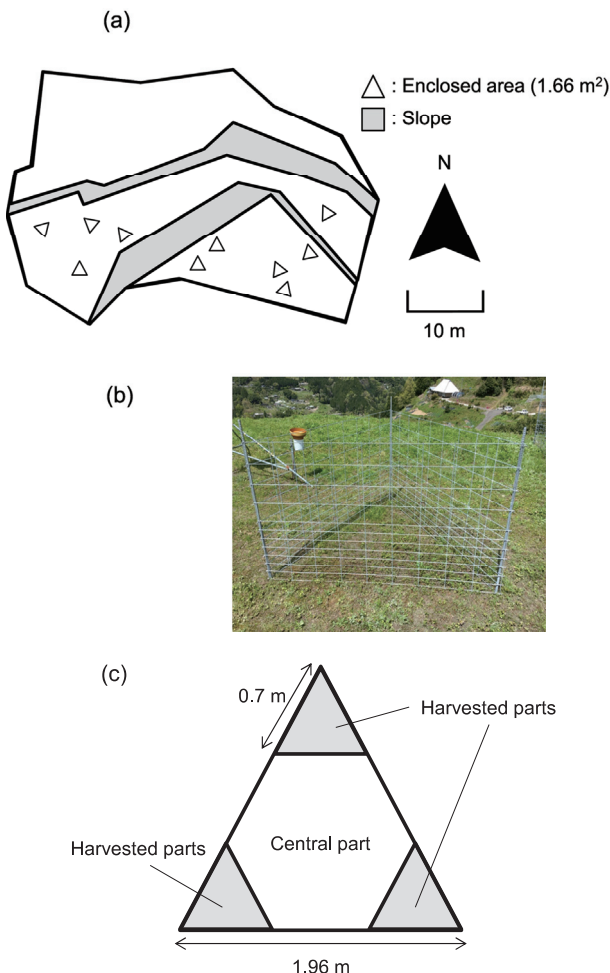 (a)
: Enclosed area (1.66 m²)
: Slope
N
10 m
(b)
(c)
0.7 m
Harvested parts
Harvested parts
Central part
1.96 m